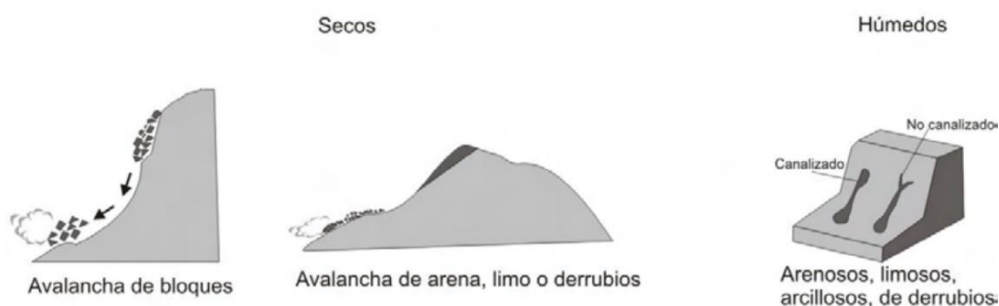 Secos
Húmedos
No canalizado
Canalizado
Avalancha de bloques
Avalancha de arena, limo o derrubios
Arenosos, limosos,
arcillosos, de derrubios